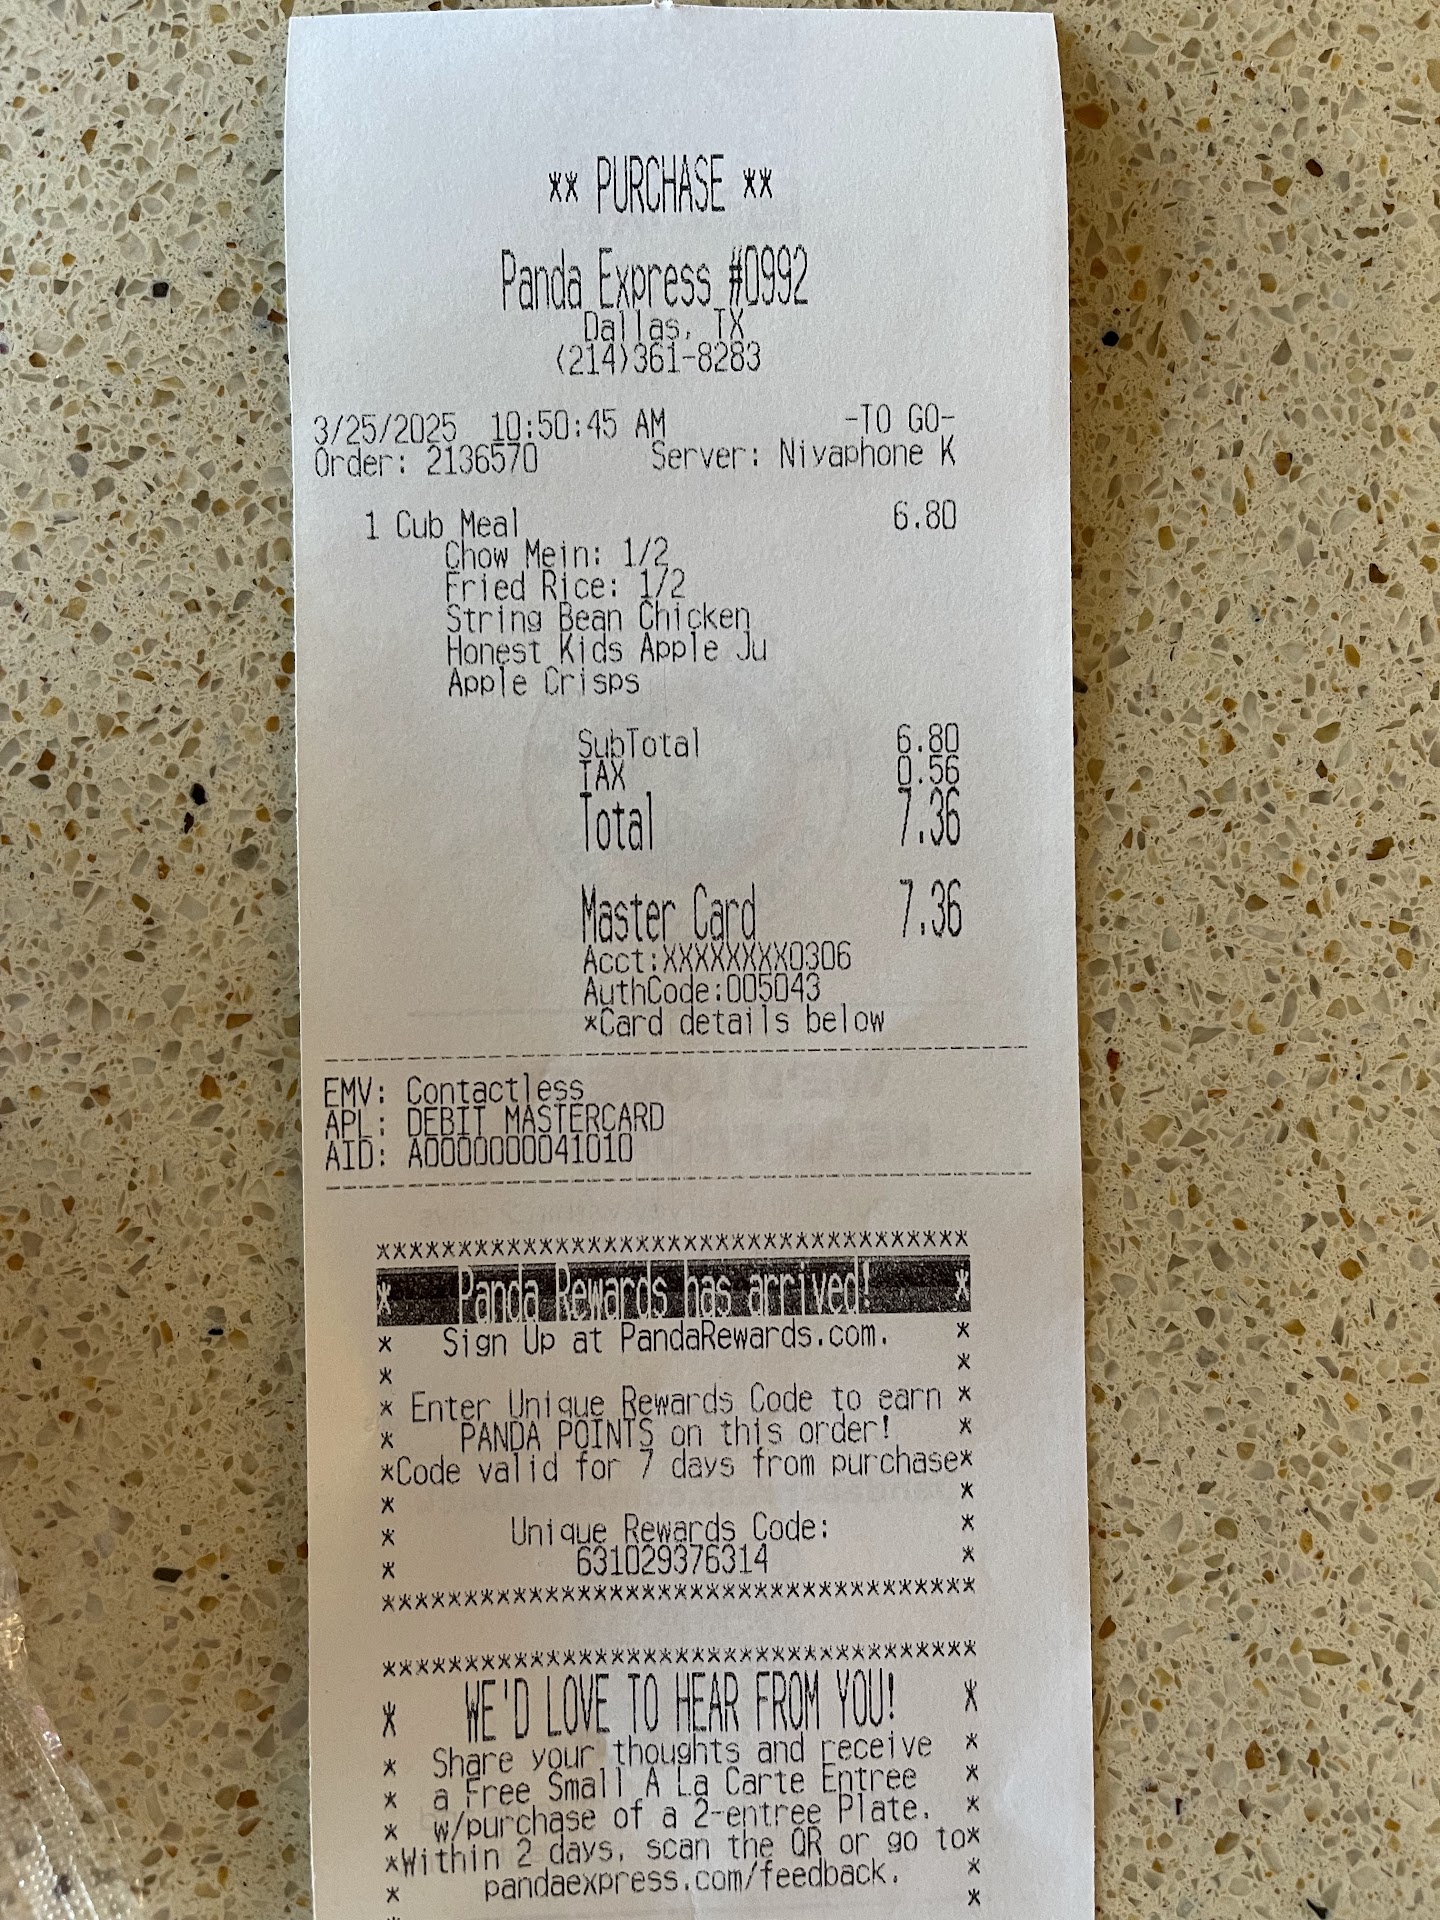 ** PURCHASE **
Panda Express #0992
Dallas, TX
(214)361-8283
3/25/2025 10:50:45 AM -TO GO-
Order: 2136570 Server: Nivaphone K
1 Cub Meal 6.80
Chow Mein: 1/2
Fried Rice: 1/2
String Bean Chicken
Honest Kids Apple Ju
Apple Crisps
SubTotal 6.80
TAX 0.56
Total 7.36
Master Card 7.36
Acct:XXXXXXXX0306
AuthCode:005043
*Card details below
EMV: Contactless
APL: DEBIT MASTERCARD
AID: A0000000041010
************************************
* Panda Rewards has arrived! *
* Sign Up at PandaRewards.com. *
* *
* Enter Unique Rewards Code to earn *
* PANDA POINTS on this order! *
*Code valid for 7 days from purchase*
* *
* Unique Rewards Code: *
* 631029376314 *
************************************
************************************
* WE'D LOVE TO HEAR FROM YOU! *
* Share your thoughts and receive *
* a Free Small A La Carte Entree *
* w/purchase of a 2-entree Plate. *
*Within 2 days, scan the QR or go to*
* pandaexpress.com/feedback. *
* *